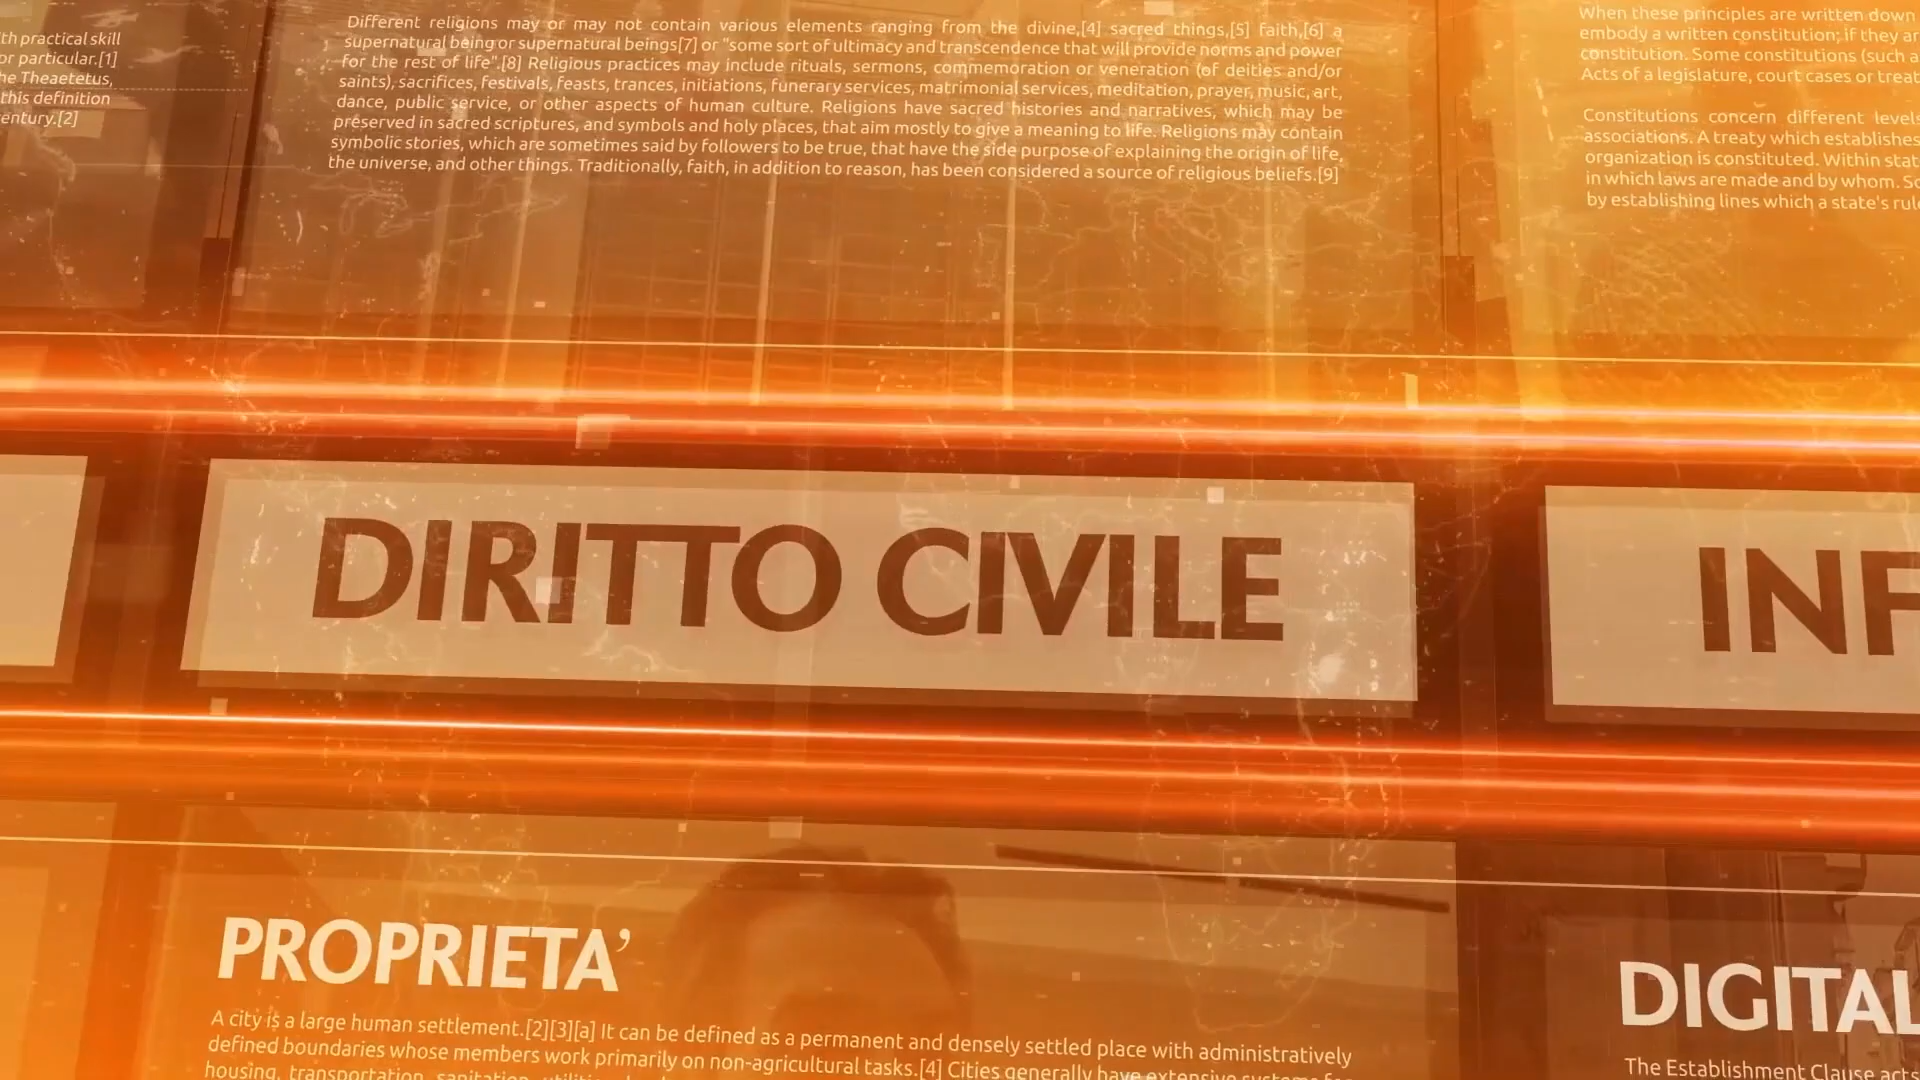 th practical skill
or particular.[1]
he Theaetetus,
this definition
entury.[2]
Different religions may or may not contain various elements ranging from the divine,[4] sacred things,[5] faith,[6] a
supernatural being or supernatural beings[7] or "some sort of ultimacy and transcendence that will provide norms and power
for the rest of life".[8] Religious practices may include rituals, sermons, commemoration or veneration (of deities and/or
saints), sacrifices, festivals, feasts, trances, initiations, funerary services, matrimonial services, meditation, prayer, music, art,
dance, public service, or other aspects of human culture. Religions have sacred histories and narratives, which may be
preserved in sacred scriptures, and symbols and holy places, that aim mostly to give a meaning to life. Religions may contain
symbolic stories, which are sometimes said by followers to be true, that have the side purpose of explaining the origin of life,
the universe, and other things. Traditionally, faith, in addition to reason, has been considered a source of religious beliefs.[9]
When these principles are written down
embody a written constitution; if they ar
constitution. Some constitutions (such a
Acts of a legislature, court cases or treat
Constitutions concern different levels
associations. A treaty which establishes
organization is constituted. Within stat
in which laws are made and by whom. So
by establishing lines which a state's rul
DIRITTO CIVILE
INF
PROPRIETA'
A city is a large human settlement.[2][3][a] It can be defined as a permanent and densely settled place with administratively
defined boundaries whose members work primarily on non-agricultural tasks.[4] Cities generally have extensive systems
housing, transportation, sanitation,
DIGITAL
The Establishment Clause acts